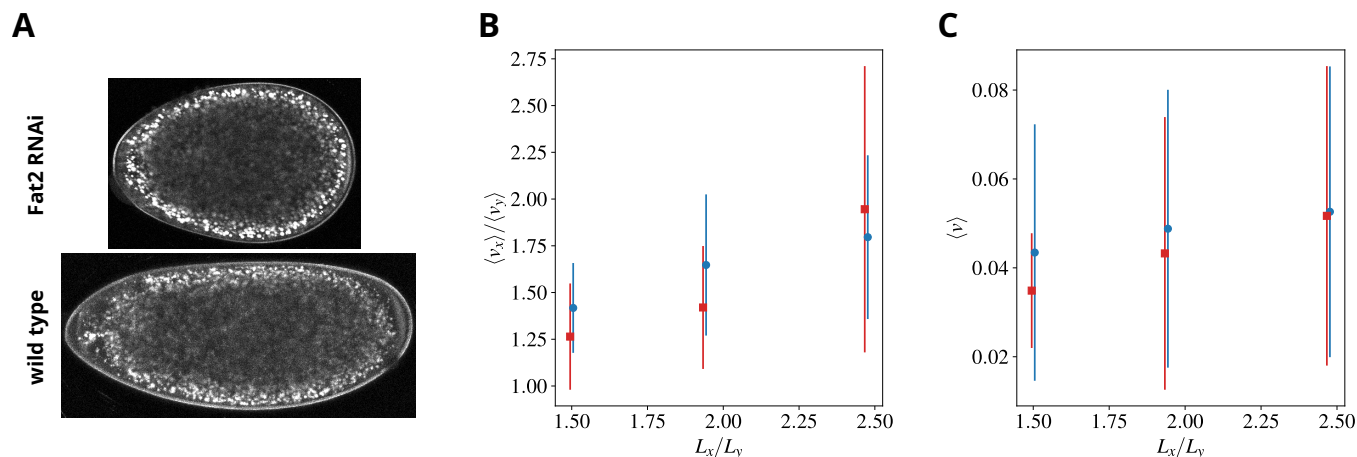 A
B
C
Fat2 RNAi
wild type
2.75
2.50
2.25
2.00
1.75
1.50
1.25
1.00
⟨v_x⟩/⟨v_y⟩
1.50 1.75 2.00 2.25 2.50
L_x/L_y
0.08
0.06
0.04
0.02
⟨v⟩
1.50 1.75 2.00 2.25 2.50
L_x/L_y